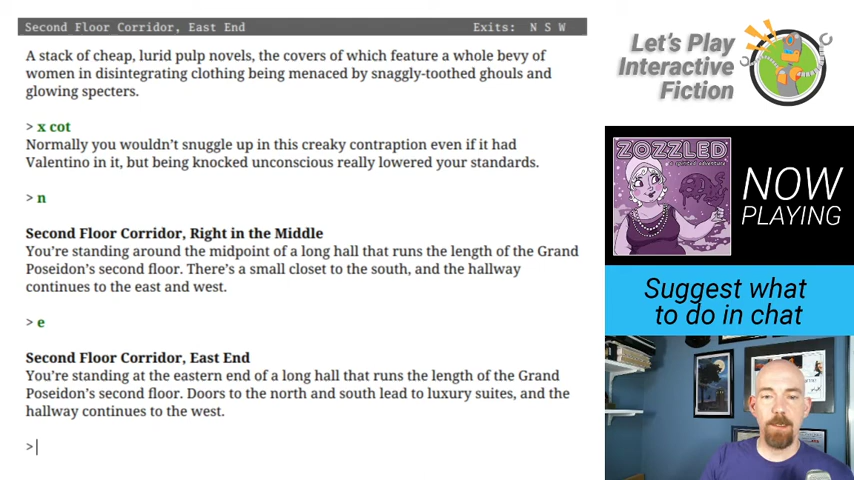 Second Floor Corridor, East End Exits: N S W
A stack of cheap, lurid pulp novels, the covers of which feature a whole bevy of
women in disintegrating clothing being menaced by snaggly-toothed ghouls and
glowing specters.
> x cot
Normally you wouldn't snuggle up in this creaky contraption even if it had
Valentino in it, but being knocked unconscious really lowered your standards.
> n
Second Floor Corridor, Right in the Middle
You're standing around the midpoint of a long hall that runs the length of the Grand
Poseidon's second floor. There's a small closet to the south, and the hallway
continues to the east and west.
> e
Second Floor Corridor, East End
You're standing at the eastern end of a long hall that runs the length of the Grand
Poseidon's second floor. Doors to the north and south lead to luxury suites, and the
hallway continues to the west.
>
Let's Play
Interactive
Fiction
ZOZZLED
a spirited adventure
NOW
PLAYING
Suggest what
to do in chat